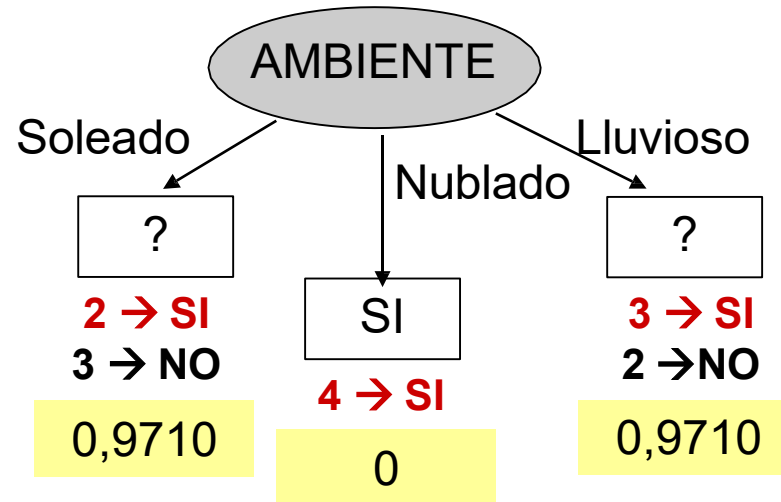 AMBIENTE
Soleado
Nublado
Lluvioso
?
2 → SI
3 → NO
0,9710
SI
4 → SI
0
?
3 → SI
2 →NO
0,9710